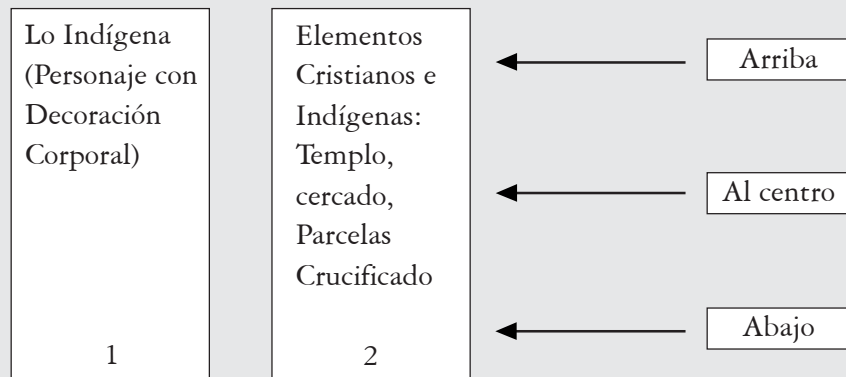 Lo Indígena
(Personaje con
Decoración
Corporal)
1
Elementos
Cristianos e
Indígenas:
Templo,
cercado,
Parcelas
Crucificado
2
Arriba
Al centro
Abajo